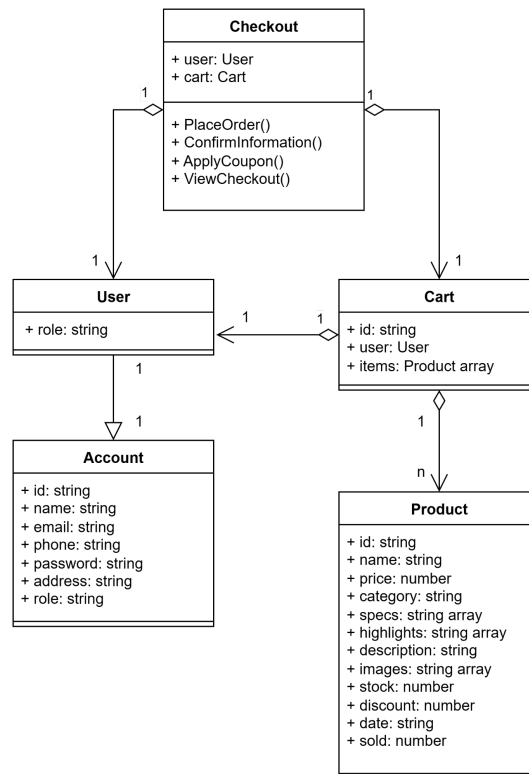 Checkout
+ user: User
+ cart: Cart
1
1
+ PlaceOrder()
+ ConfirmInformation()
+ ApplyCoupon()
+ ViewCheckout()
1
1
User
+ role: string
1
1
Cart
+ id: string
+ user: User
+ items: Product array
1
1
Account
+ id: string
+ name: string
+ email: string
+ phone: string
+ password: string
+ address: string
+ role: string
1
n
Product
+ id: string
+ name: string
+ price: number
+ category: string
+ specs: string array
+ highlights: string array
+ description: string
+ images: string array
+ stock: number
+ discount: number
+ date: string
+ sold: number